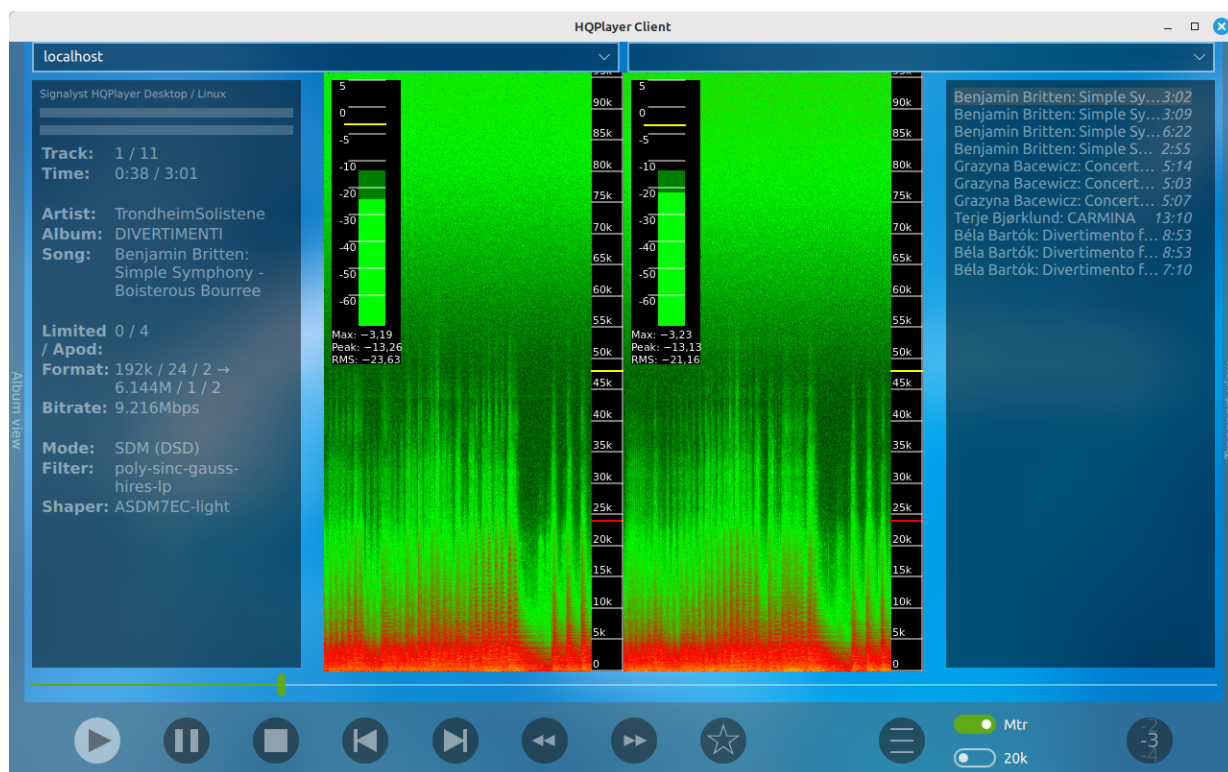 HQPlayer Client
localhost
Album view
Signalyst HQPlayer Desktop / Linux
Track: 1 / 11
Time: 0:38 / 3:01
Artist: TrondheimSolistene
Album: DIVERTIMENTI
Song: Benjamin Britten:
Simple Symphony -
Boisterous Bourree
Limited 0 / 4
/ Apod:
Format: 192k / 24 / 2 →
6.144M / 1 / 2
Bitrate: 9.216Mbps
Mode: SDM (DSD)
Filter: poly-sinc-gauss-
hires-lp
Shaper: ASDM7EC-light
5
0
-5
-10
-20
-30
-40
-50
-60
Max: −3,19
Peak: −13,26
RMS: −23,63
95k
90k
85k
80k
75k
70k
65k
60k
55k
50k
45k
40k
35k
30k
25k
20k
15k
10k
5k
0
5
0
-5
-10
-20
-30
-40
-50
-60
Max: −3,23
Peak: −13,13
RMS: −21,16
95k
90k
85k
80k
75k
70k
65k
60k
55k
50k
45k
40k
35k
30k
25k
20k
15k
10k
5k
0
Benjamin Britten: Simple Sy... 3:02
Benjamin Britten: Simple Sy... 3:09
Benjamin Britten: Simple Sy... 6:22
Benjamin Britten: Simple S... 2:55
Grazyna Bacewicz: Concert... 5:14
Grazyna Bacewicz: Concert... 5:03
Grazyna Bacewicz: Concert... 5:07
Terje Bjørklund: CARMINA 13:10
Béla Bartók: Divertimento f... 8:53
Béla Bartók: Divertimento f... 8:53
Béla Bartók: Divertimento f... 7:10
Mtr
20k
-2
-3
-4